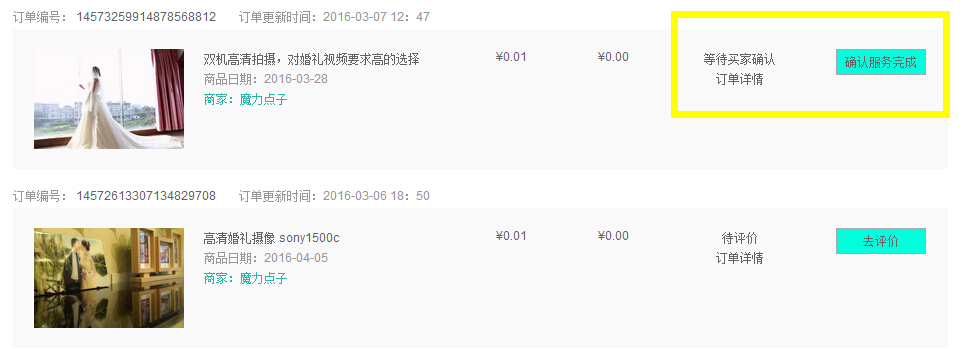 订单编号： 14573259914878568812 订单更新时间：2016-03-07 12：47
双机高清拍摄，对婚礼视频要求高的选择 ¥0.01 ¥0.00 等待买家确认 确认服务完成
商品日期：2016-03-28 订单详情
商家：魔力点子
订单编号： 14572613307134829708 订单更新时间：2016-03-06 18：50
高清婚礼摄像 sony1500c ¥0.01 ¥0.00 待评价 去评价
商品日期：2016-04-05 订单详情
商家：魔力点子